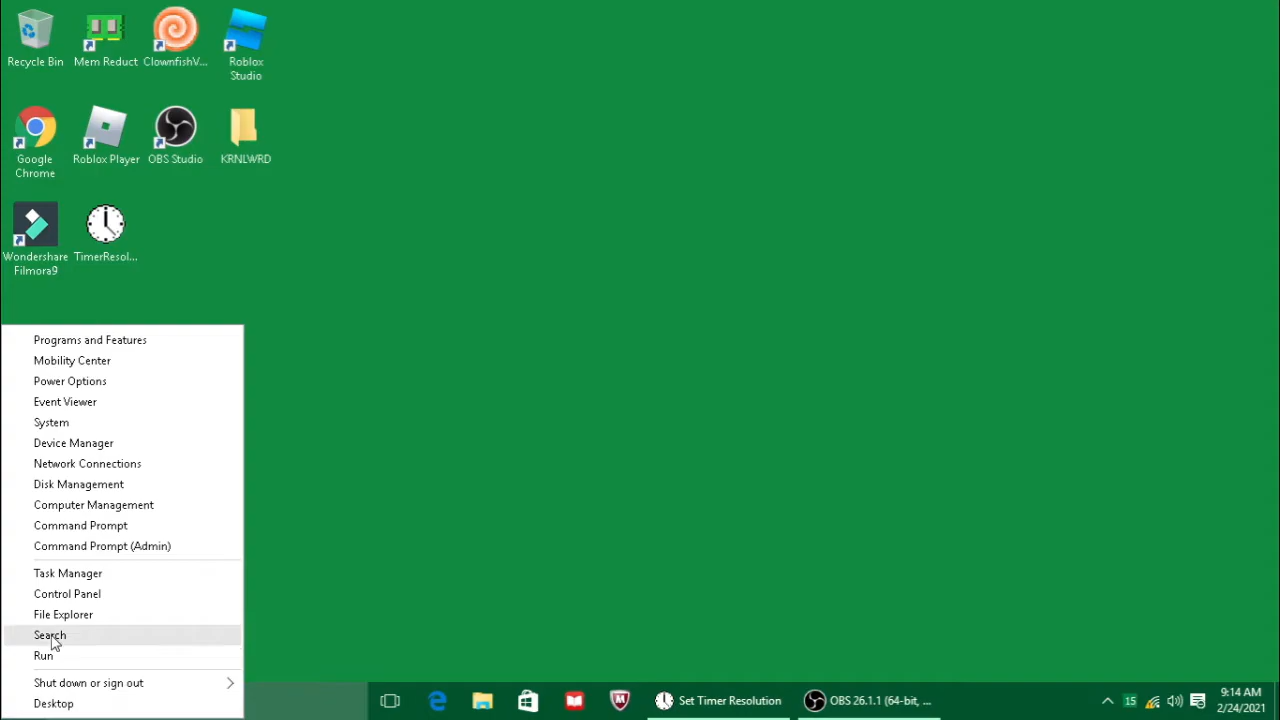 Recycle Bin
Mem Reduct
ClownfishV...
Roblox
Studio
Google
Chrome
Roblox Player
OBS Studio
KRNLWRD
Wondershare
Filmora9
TimerResol...
Programs and Features
Mobility Center
Power Options
Event Viewer
System
Device Manager
Network Connections
Disk Management
Computer Management
Command Prompt
Command Prompt (Admin)
Task Manager
Control Panel
File Explorer
Search
Run
Shut down or sign out
Desktop
Set Timer Resolution
OBS 26.1.1 (64-bit, ...
15
9:14 AM
2/24/2021